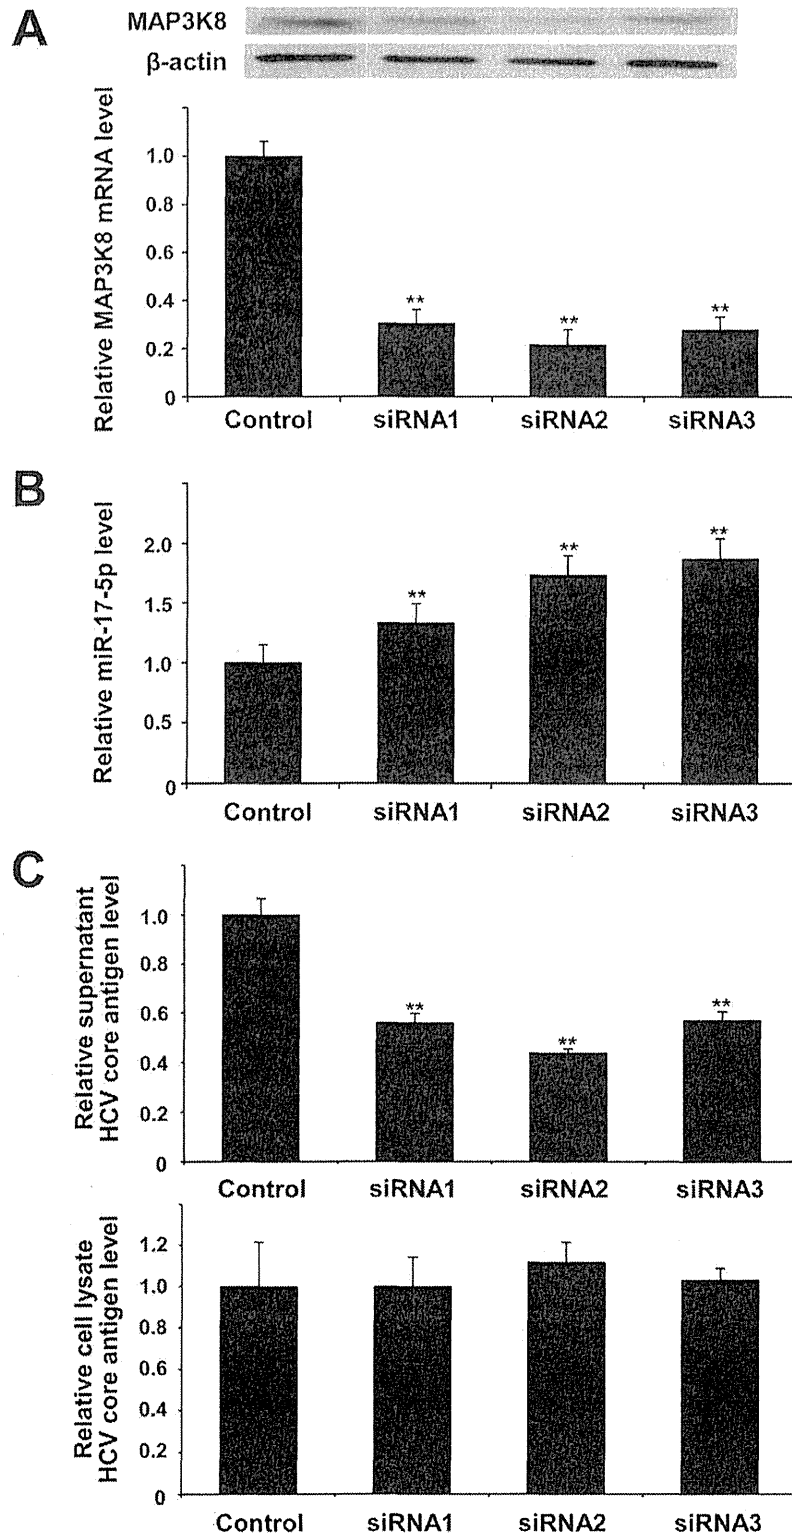 A
MAP3K8
β-actin
Relative MAP3K8 mRNA level
1.0
0.8
0.6
0.4
0.2
0
**
**
**
Control siRNA1 siRNA2 siRNA3
B
Relative miR-17-5p level
2.0
1.5
1.0
0.5
0
**
**
**
Control siRNA1 siRNA2 siRNA3
C
Relative supernatant
HCV core antigen level
1.0
0.8
0.6
0.4
0.2
0
**
**
**
Control siRNA1 siRNA2 siRNA3
Relative cell lysate
HCV core antigen level
1.2
1.0
0.8
0.6
0.4
0.2
0
Control siRNA1 siRNA2 siRNA3